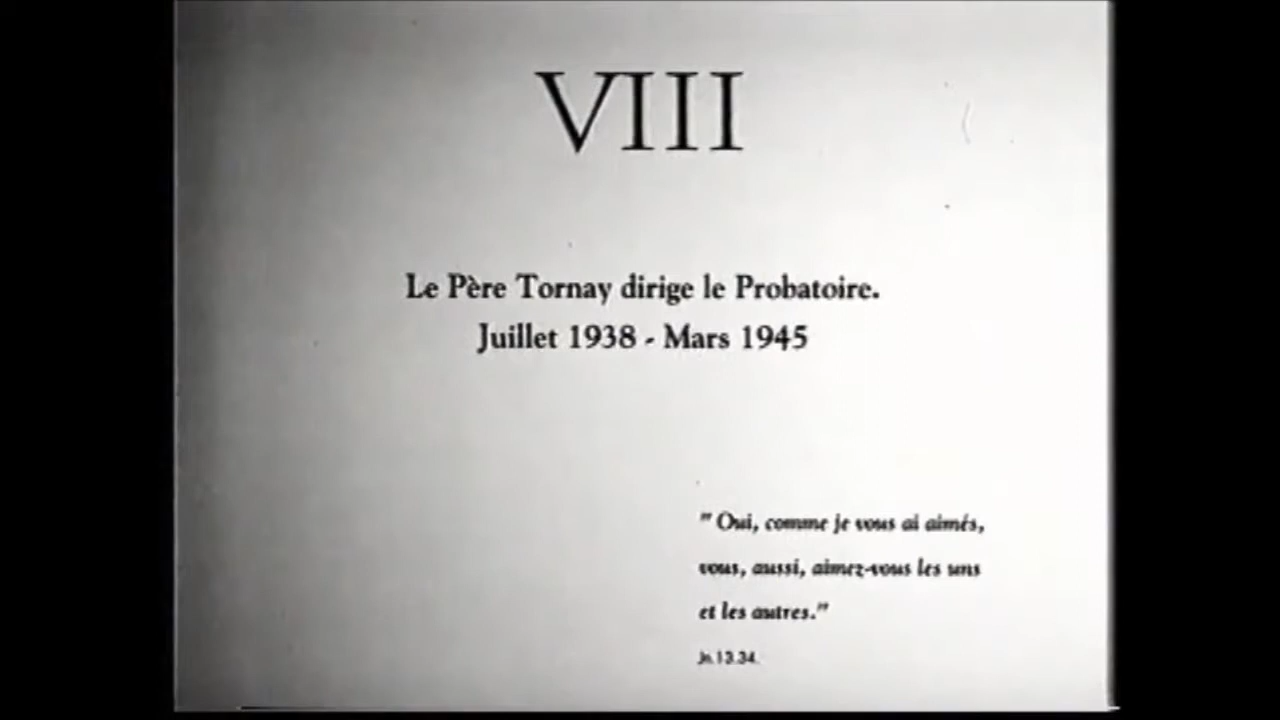 VIII
Le Père Tornay dirige le Probatoire.
Juillet 1938 - Mars 1945
" Oui, comme je vous ai aimés,
vous, aussi, aimez-vous les uns
et les autres."
Jn.13.34.